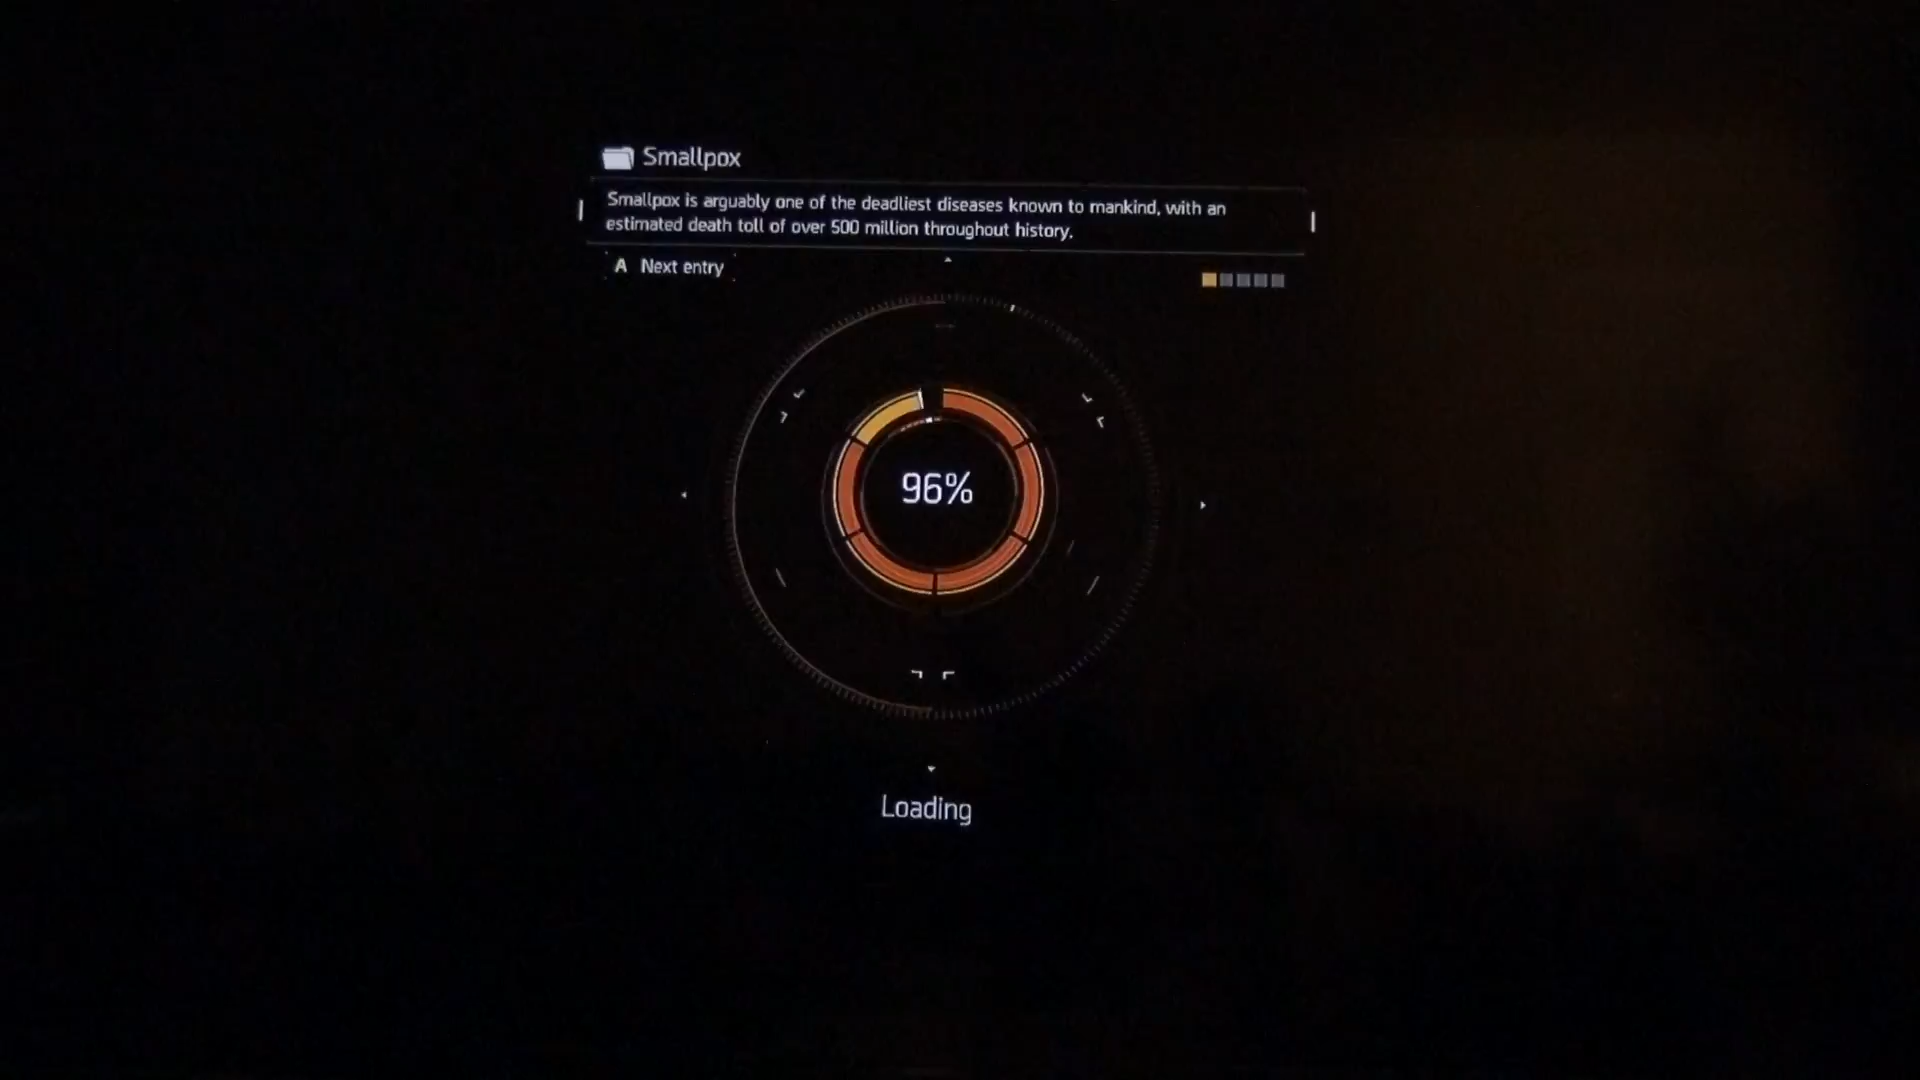 Smallpox
Smallpox is arguably one of the deadliest diseases known to mankind, with an
estimated death toll of over 500 million throughout history.
A Next entry
96%
Loading